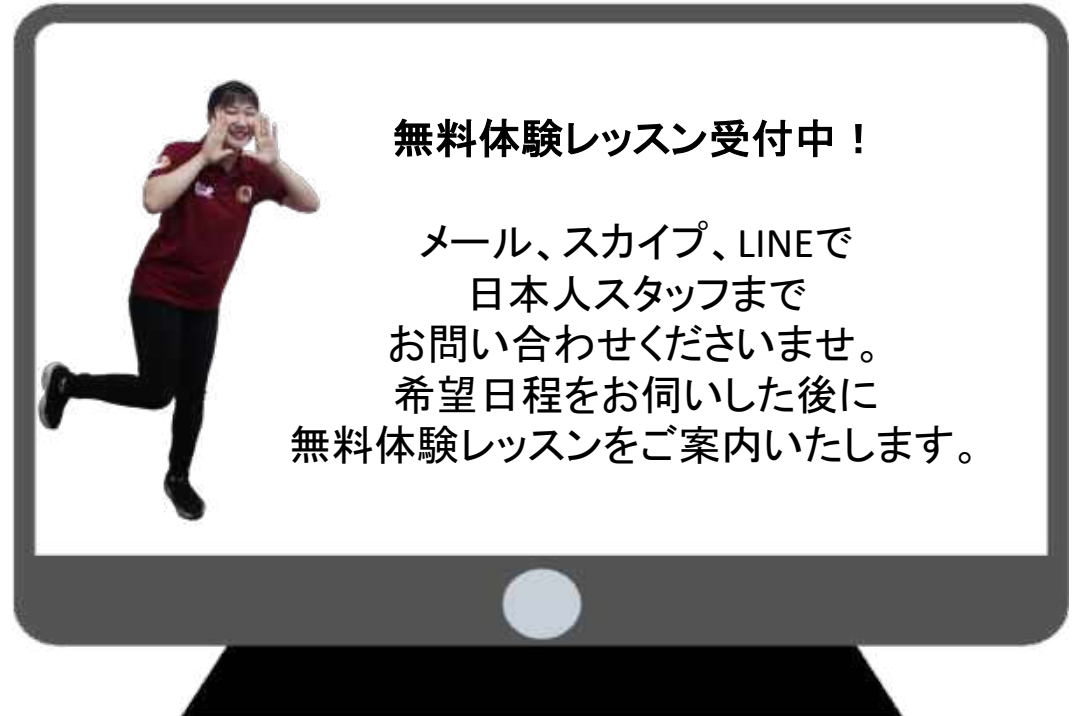 無料体験レッスン受付中！
メール、スカイプ、LINEで
日本人スタッフまで
お問い合わせくださいませ。
希望日程をお伺いした後に
無料体験レッスンをご案内いたします。